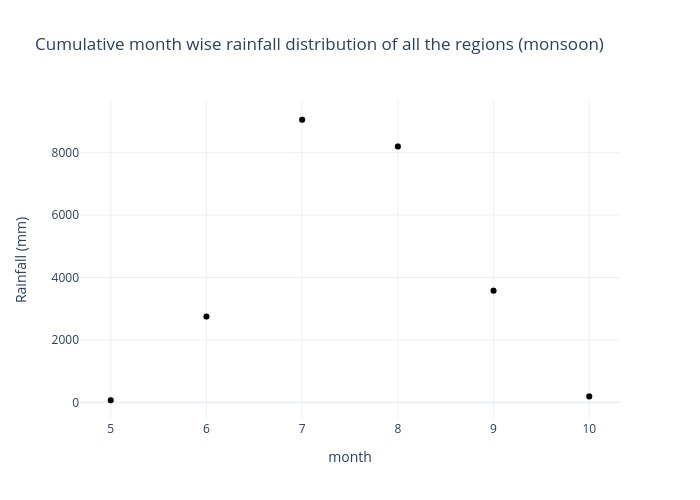 Cumulative month wise rainfall distribution of all the regions (monsoon)
Rainfall (mm)
8000
6000
4000
2000
0
5 6 7 8 9 10
month